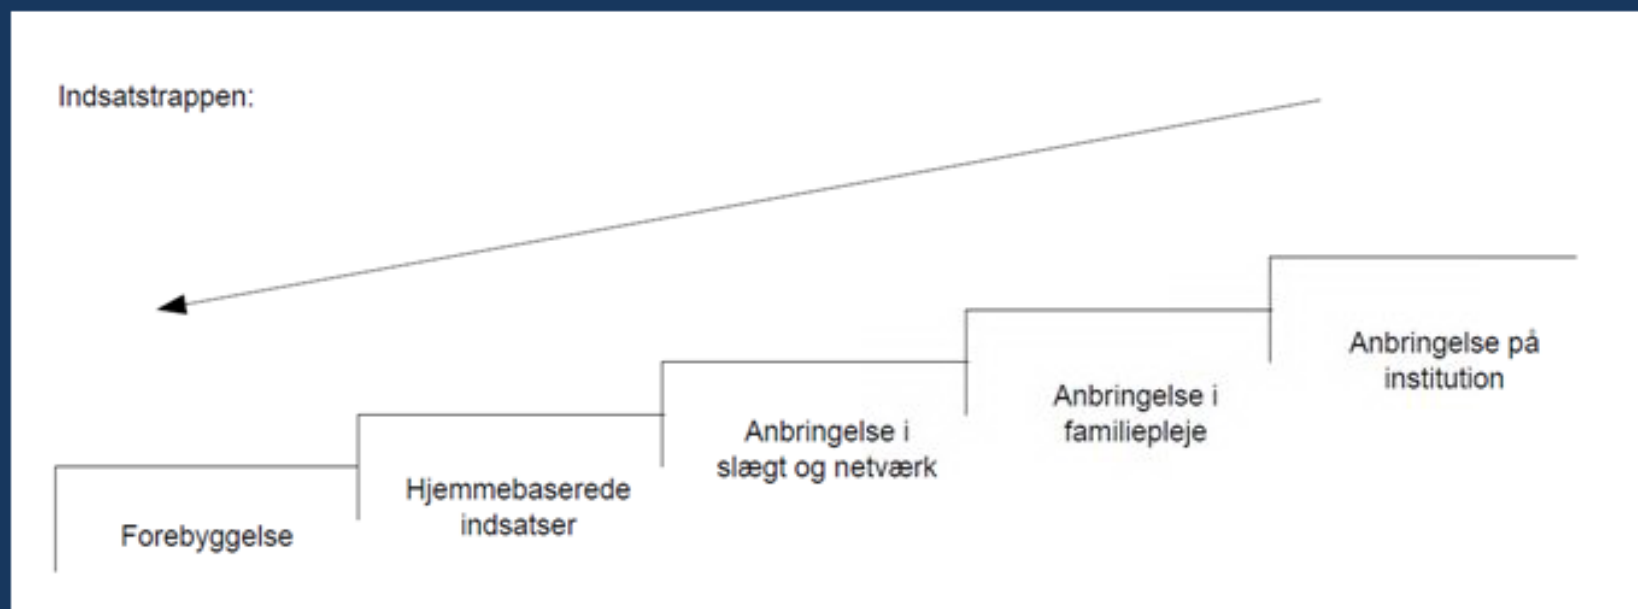 Indsatstrappen:
Forebyggelse
Hjemmebaserede
indsatser
Anbringelse i
slægt og netværk
Anbringelse i
familiepleje
Anbringelse på
institution